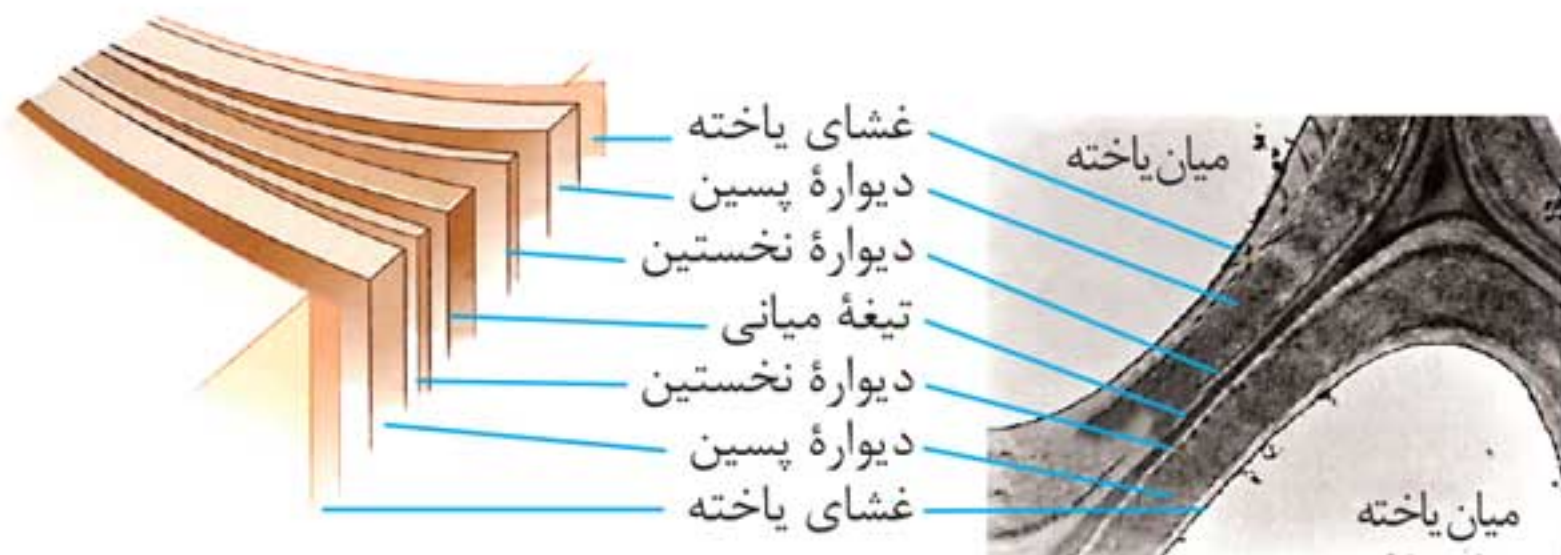 غشای یاخته
دیوارهٔ پسین
دیوارهٔ نخستین
تیغهٔ میانی
دیوارهٔ نخستین
دیوارهٔ پسین
غشای یاخته
میان یاخته
میان یاخته